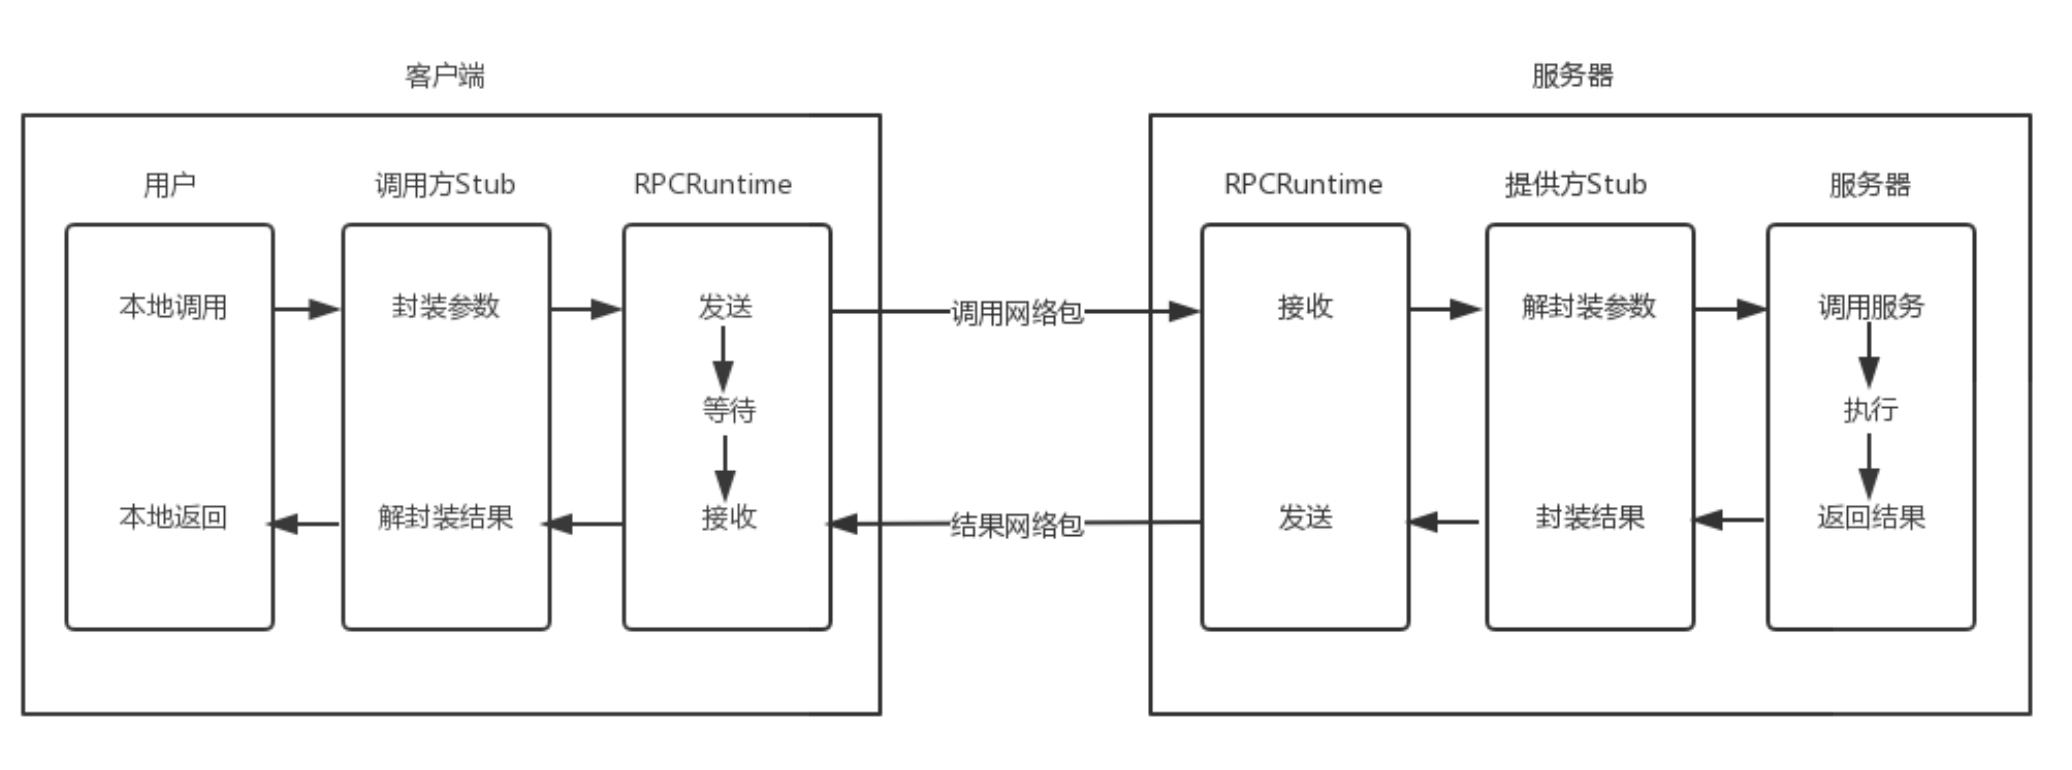 客户端
服务器
用户
调用方Stub
RPCRuntime
RPCRuntime
提供方Stub
服务器
本地调用
封装参数
发送
调用网络包
接收
解封装参数
调用服务
等待
执行
本地返回
解封装结果
接收
结果网络包
发送
封装结果
返回结果